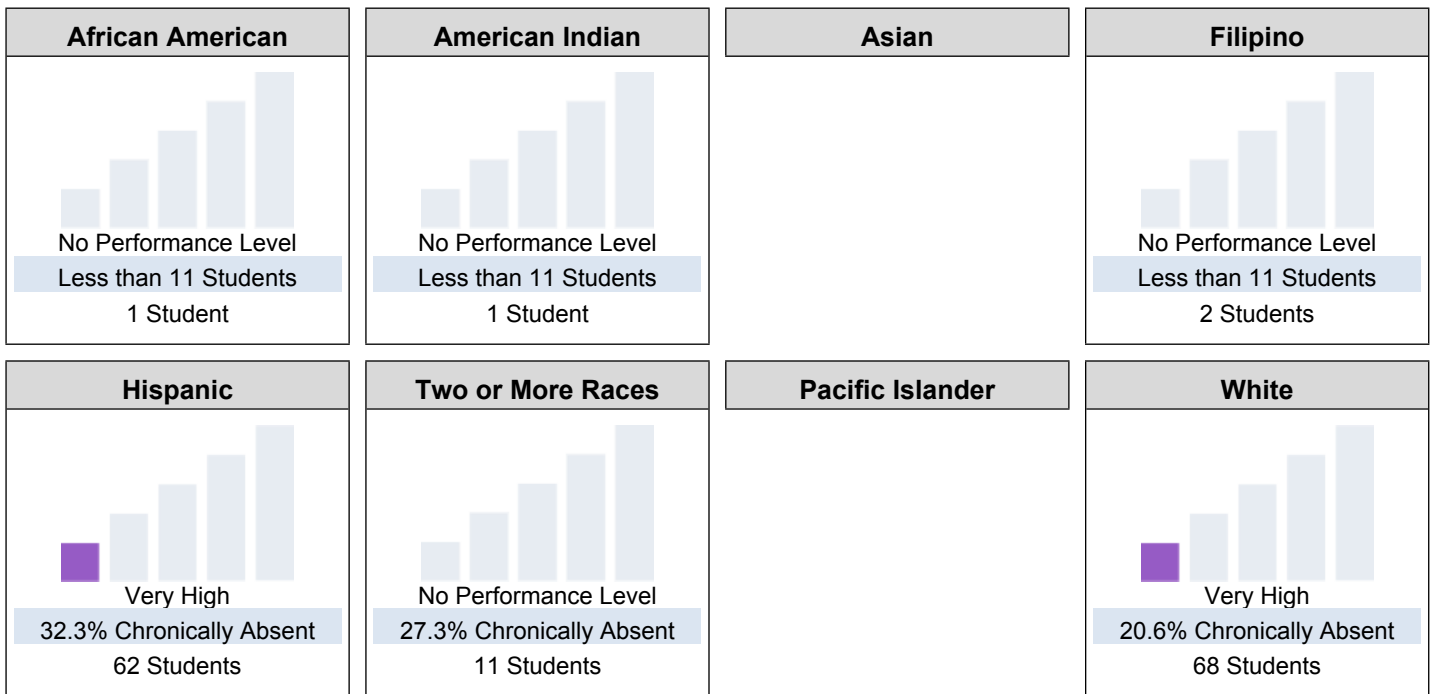 African American
No Performance Level
Less than 11 Students
1 Student
American Indian
No Performance Level
Less than 11 Students
1 Student
Asian
Filipino
No Performance Level
Less than 11 Students
2 Students
Hispanic
Very High
32.3% Chronically Absent
62 Students
Two or More Races
No Performance Level
27.3% Chronically Absent
11 Students
Pacific Islander
White
Very High
20.6% Chronically Absent
68 Students